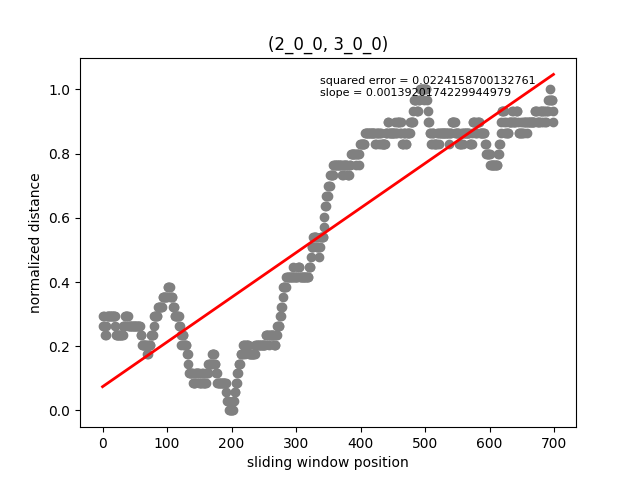 (2_0_0, 3_0_0)
squared error = 0.0224158700132761
slope = 0.0013920174229944979
1.0
0.8
0.6
0.4
0.2
0.0
normalized distance
0 100 200 300 400 500 600 700
sliding window position